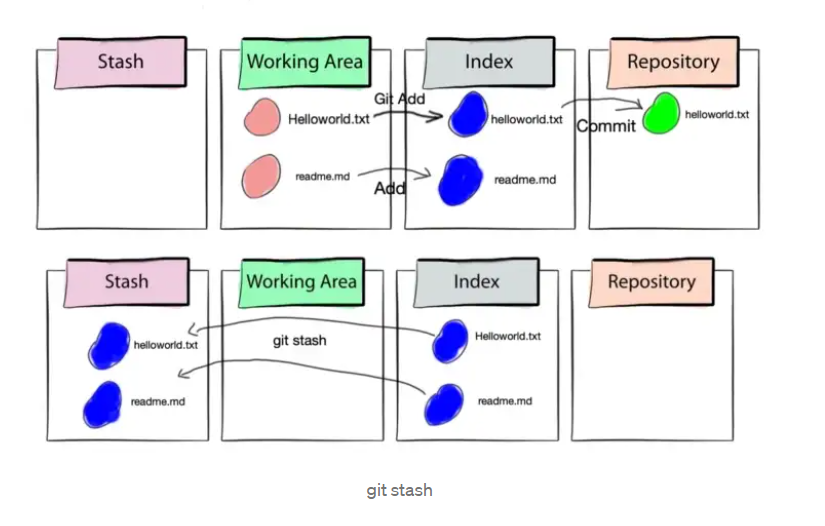 Stash
Working Area
Index
Repository
Git Add
Helloworld.txt
helloworld.txt
Commit
helloworld.txt
readme.md
Add
readme.md
Stash
Working Area
Index
Repository
helloworld.txt
git stash
Helloworld.txt
readme.md
readme.md
git stash